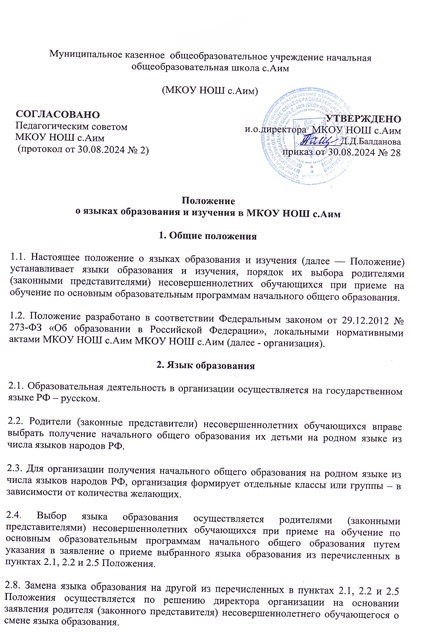 Муниципальное казенное общеобразовательное учреждение начальная
общеобразовательная школа с.Аим
(МКОУ НОШ с.Аим)
СОГЛАСОВАНО
Педагогическим советом
МКОУ НОШ с.Аим
(протокол от 30.08.2024 № 2)
УТВЕРЖДЕНО
и.о.директора МКОУ НОШ с.Аим
Д.Д.Балданова
приказ от 30.08.2024 № 28
Положение
о языках образования и изучения в МКОУ НОШ с.Аим
1. Общие положения
1.1. Настоящее положение о языках образования и изучения (далее — Положение)
устанавливает языки образования и изучения, порядок их выбора родителями
(законными представителями) несовершеннолетних обучающихся при приеме на
обучение по основным образовательным программам начального общего образования.
1.2. Положение разработано в соответствии Федеральным законом от 29.12.2012 №
273-ФЗ «Об образовании в Российской Федерации», локальными нормативными
актами МКОУ НОШ с.Аим МКОУ НОШ с.Аим (далее - организация).
2. Язык образования
2.1. Образовательная деятельность в организации осуществляется на государственном
языке РФ – русском.
2.2. Родители (законные представители) несовершеннолетних обучающихся вправе
выбрать получение начального общего образования их детьми на родном языке из
числа языков народов РФ.
2.3. Для организации получения начального общего образования на родном языке из
числа языков народов РФ, организация формирует отдельные классы или группы – в
зависимости от количества желающих.
2.4. Выбор языка образования осуществляется родителями (законными
представителями) несовершеннолетних обучающихся при приеме на обучение по
основным образовательным программам начального общего образования путем
указания в заявление о приеме выбранного языка образования из перечисленных в
пунктах 2.1, 2.2 и 2.5 Положения.
2.8. Замена языка образования на другой из перечисленных в пунктах 2.1, 2.2 и 2.5
Положения осуществляется по решению директора организации на основании
заявления родителя (законного представителя) несовершеннолетнего обучающегося о
смене языка образования.